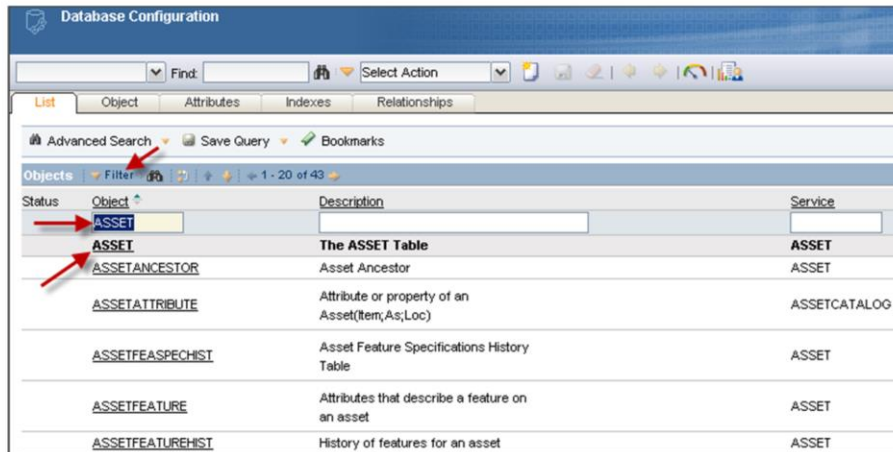 Database Configuration
Find: Select Action
List Object Attributes Indexes Relationships
Advanced Search Save Query Bookmarks
Objects Filter 1 - 20 of 43
Status Object Description Service
ASSET
ASSET The ASSET Table ASSET
ASSETANCESTOR Asset Ancestor ASSET
ASSETATTRIBUTE Attribute or property of an Asset(Item;As;Loc) ASSETCATALOG
ASSETFEASPECHIST Asset Feature Specifications History Table ASSET
ASSETFEATURE Attributes that describe a feature on an asset ASSET
ASSETFEATUREHIST History of features for an asset ASSET